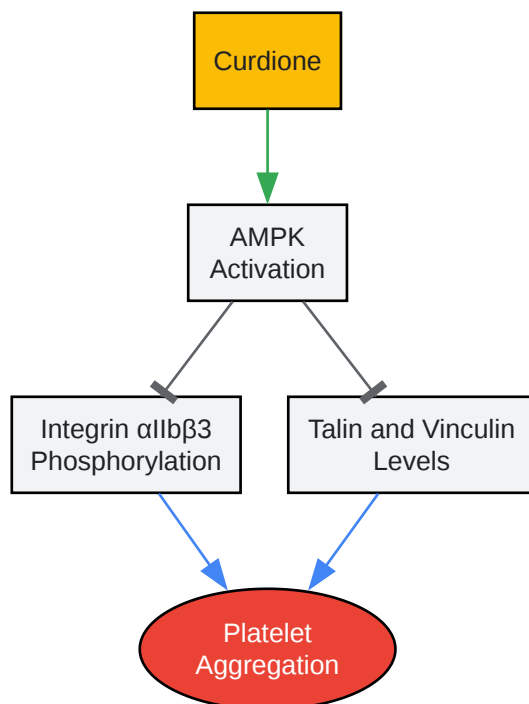 Curdione
AMPK
Activation
Integrin αIIbβ3
Phosphorylation
Talin and Vinculin
Levels
Platelet
Aggregation